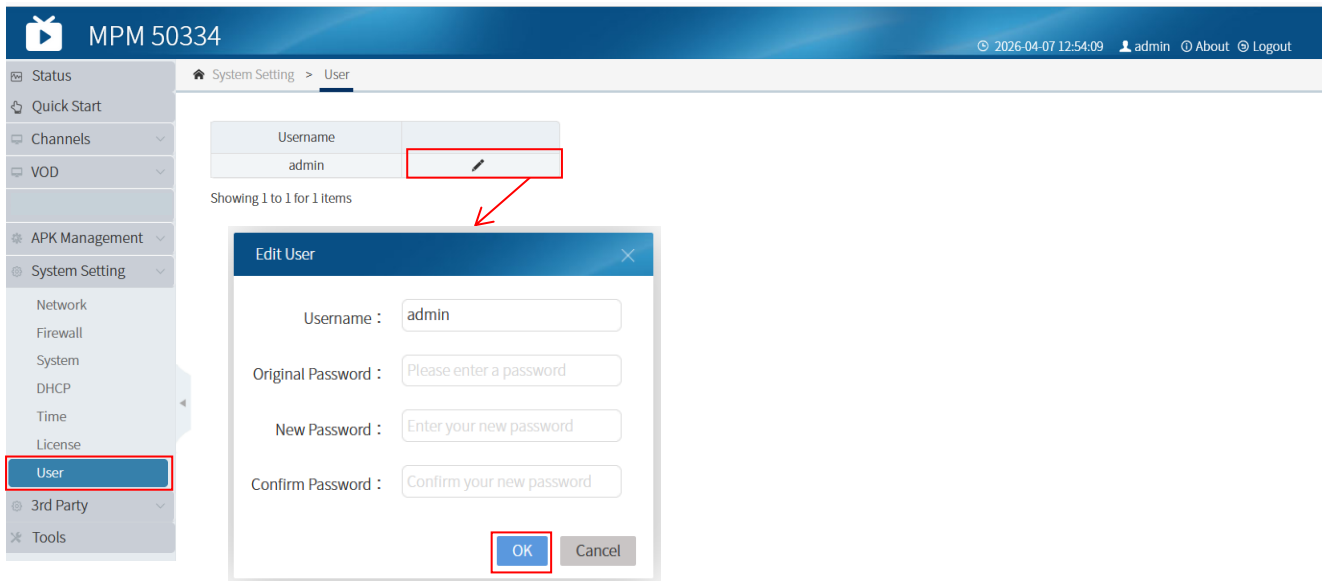 MPM 50334
2026-04-07 12:54:09 admin About Logout
Status
Quick Start
Channels
VOD
APK Management
System Setting
Network
Firewall
System
DHCP
Time
License
User
3rd Party
Tools
System Setting > User
Username
admin
Showing 1 to 1 for 1 items
Edit User
Username: admin
Original Password: Please enter a password
New Password: Enter your new password
Confirm Password: Confirm your new password
OK Cancel